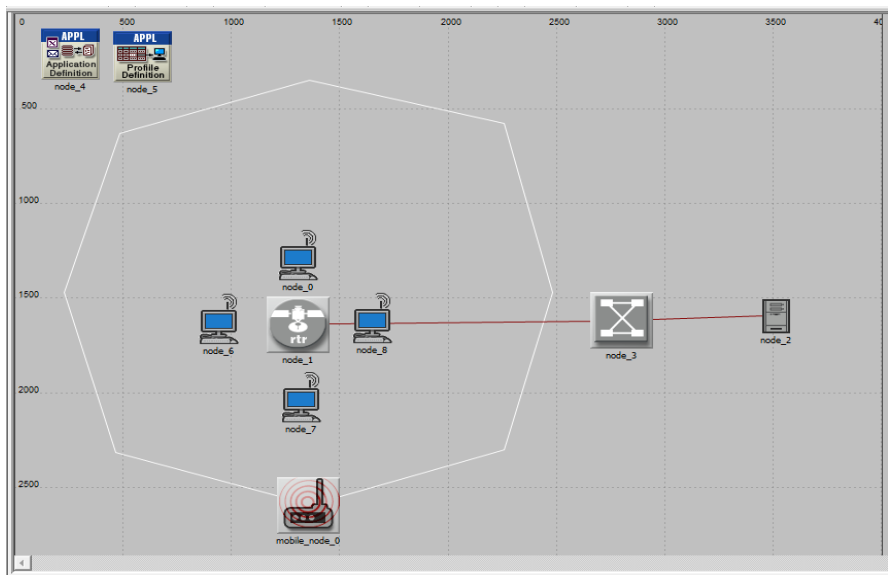 0 500 1000 1500 2000 2500 3000 3500
APPL
Application
Definition
node_4
APPL
Profile
Definition
node_5
500
1000
node_0
1500
node_6
rtr
node_1
node_8
node_3
node_2
2000
node_7
2500
mobile_node_0